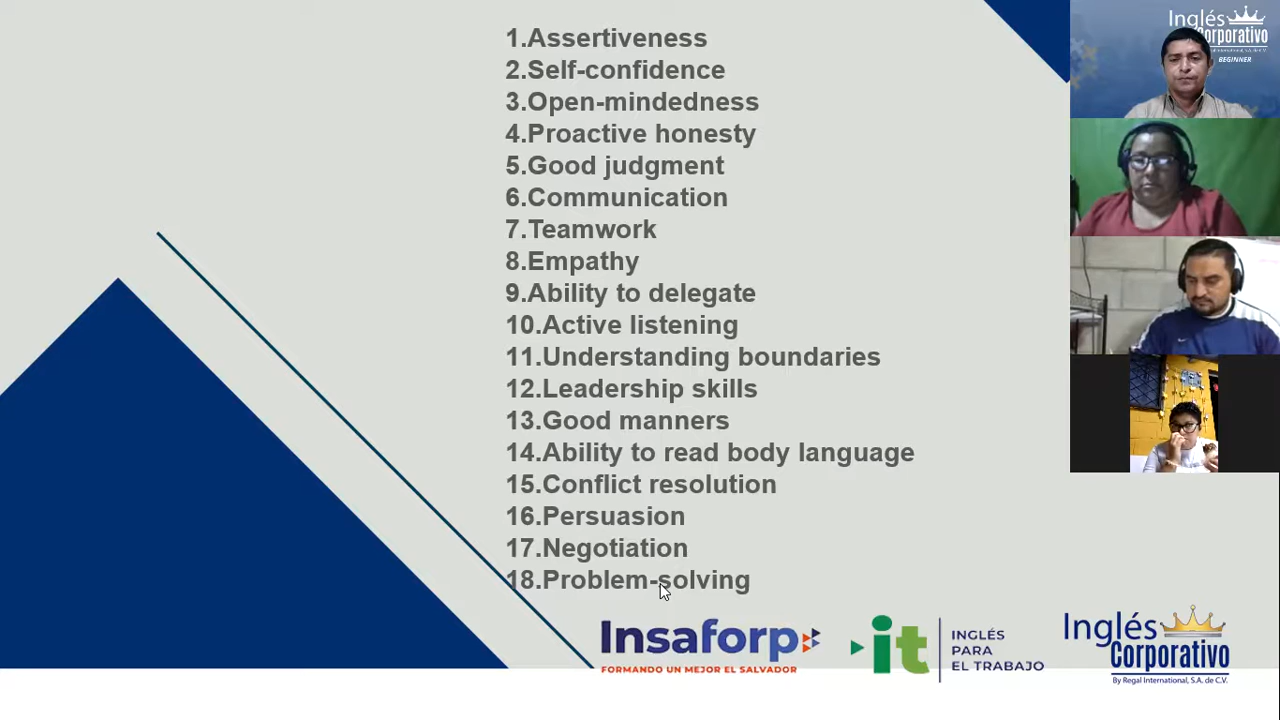 1.Assertiveness
2.Self-confidence
3.Open-mindedness
4.Proactive honesty
5.Good judgment
6.Communication
7.Teamwork
8.Empathy
9.Ability to delegate
10.Active listening
11.Understanding boundaries
12.Leadership skills
13.Good manners
14.Ability to read body language
15.Conflict resolution
16.Persuasion
17.Negotiation
18.Problem-solving
Insaforp
FORMANDO UN MEJOR EL SALVADOR
it
INGLÉS
PARA
EL TRABAJO
Inglés
Corporativo
By Regal International, S.A. de C.V.
Inglés
Corporativo
BEGINNER